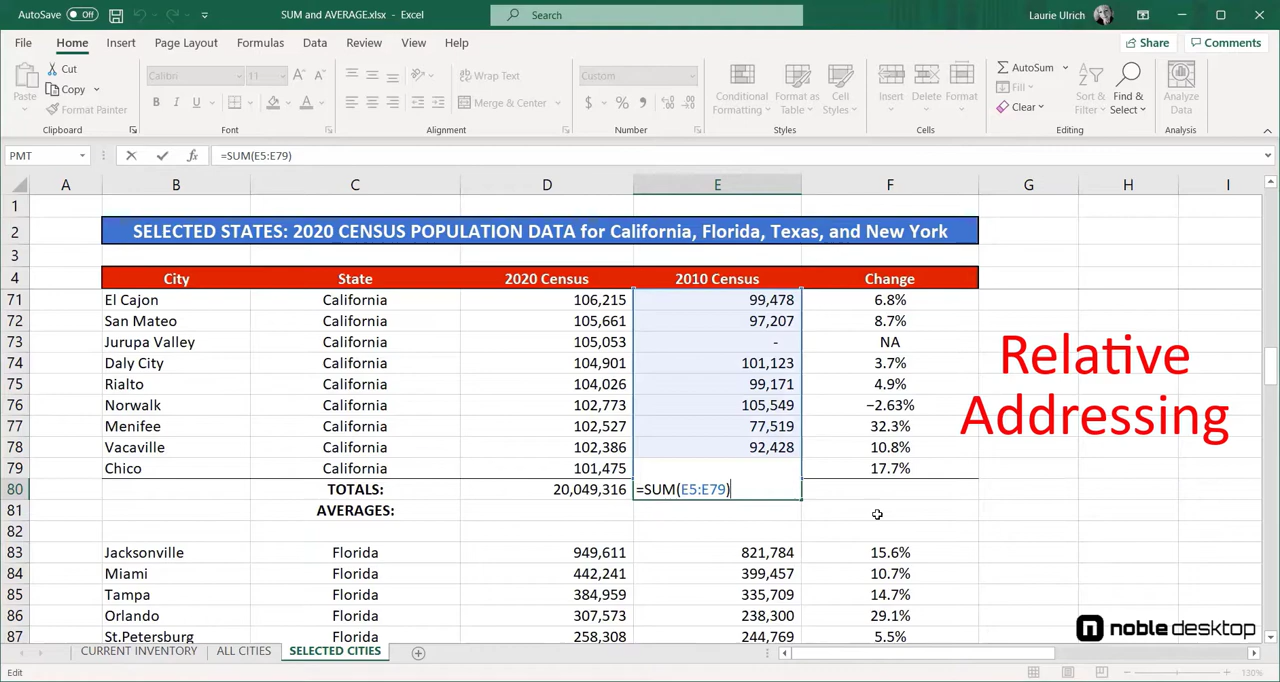 AutoSave Off SUM and AVERAGE.xlsx - Excel Search Laurie Ulrich
File Home Insert Page Layout Formulas Data Review View Help Share Comments
Cut Calibri 11 Wrap Text Custom AutoSum
Paste Copy Conditional Format as Cell Insert Delete Format Fill Sort & Find & Analyze
Format Painter B I U Merge & Center $ % Formatting Table Styles Clear Filter Select Data
Clipboard Font Alignment Number Styles Cells Editing Analysis
PMT fx =SUM(E5:E79)
A B C D E F G H I
1
2 SELECTED STATES: 2020 CENSUS POPULATION DATA for California, Florida, Texas, and New York
3
4 City State 2020 Census 2010 Census Change
71 El Cajon California 106,215 99,478 6.8%
72 San Mateo California 105,661 97,207 8.7%
73 Jurupa Valley California 105,053 - NA
74 Daly City California 104,901 101,123 3.7%
75 Rialto California 104,026 99,171 4.9%
76 Norwalk California 102,773 105,549 −2.63%
77 Menifee California 102,527 77,519 32.3%
78 Vacaville California 102,386 92,428 10.8%
79 Chico California 101,475 17.7%
80 TOTALS: 20,049,316 =SUM(E5:E79)
81 AVERAGES:
82
83 Jacksonville Florida 949,611 821,784 15.6%
84 Miami Florida 442,241 399,457 10.7%
85 Tampa Florida 384,959 335,709 14.7%
86 Orlando Florida 307,573 238,300 29.1%
87 St.Petersburg Florida 258,308 244,769 5.5%
Relative
Addressing
noble desktop
CURRENT INVENTORY ALL CITIES SELECTED CITIES
Edit 130%